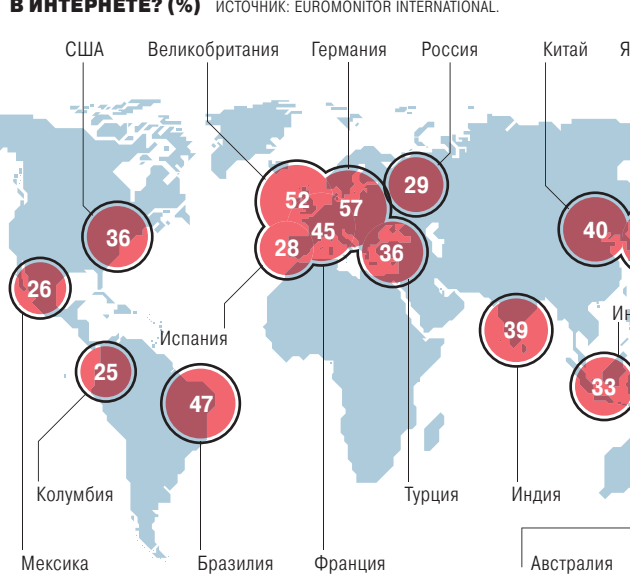 В ИНТЕРНЕТЕ? (%) ИСТОЧНИК: EUROMONITOR INTERNATIONAL.
США Великобритания Германия Россия Китай Я
52 57 29
36 45 28 36 40
26 39
Испания Ин
25 47 33
Колумбия Турция Индия
Мексика Бразилия Франция Австралия